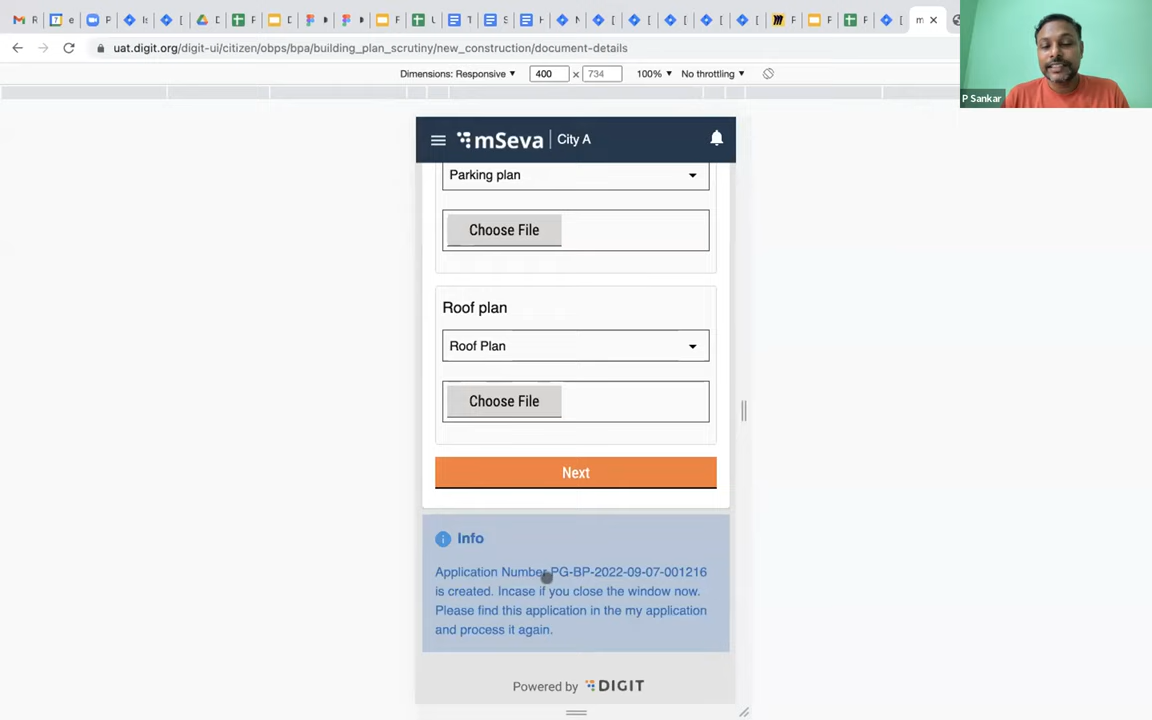 uat.digit.org/digit-ui/citizen/obps/bpa/building_plan_scrutiny/new_construction/document-details
Dimensions: Responsive 400 × 734 100% No throttling
P Sankar
mSeva City A
Parking plan
Choose File
Roof plan
Roof Plan
Choose File
Next
Info
Application Number PG-BP-2022-09-07-001216
is created. Incase if you close the window now.
Please find this application in the my application
and process it again.
Powered by DIGIT